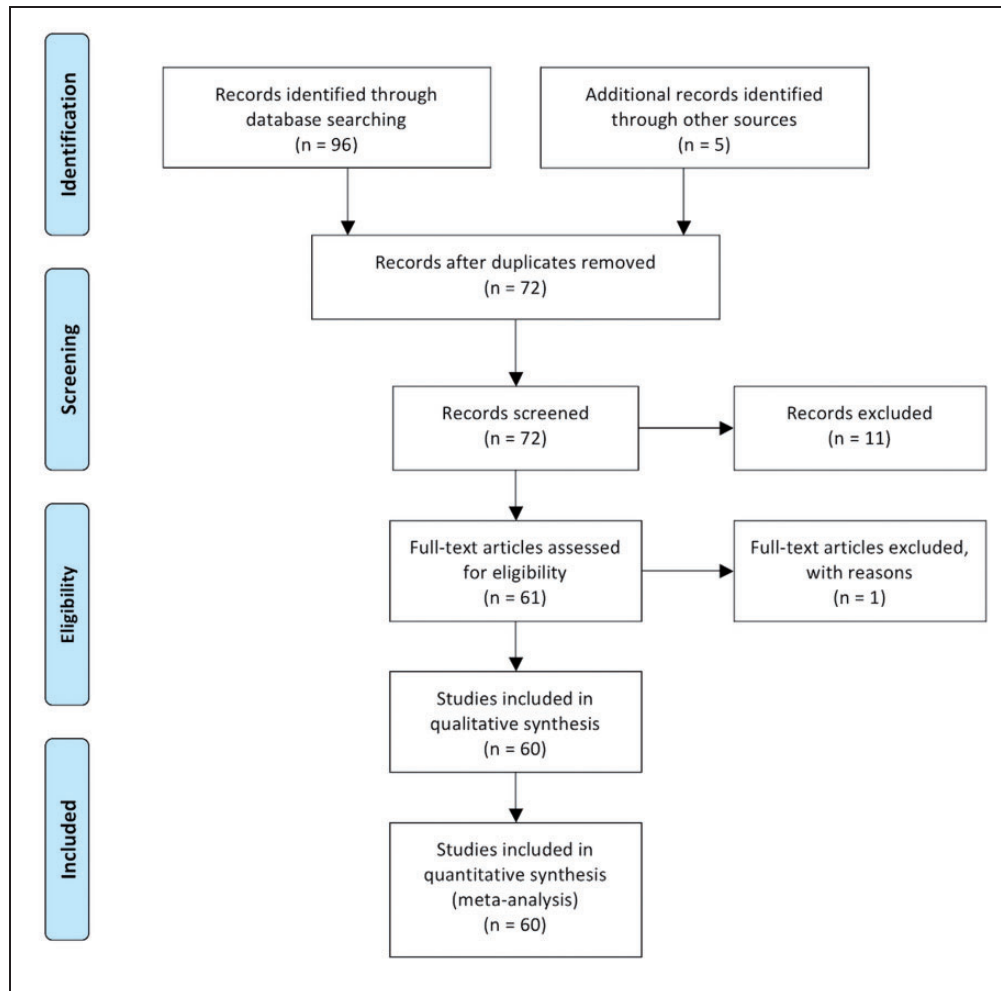 Identification
Records identified through
database searching
(n = 96)
Additional records identified
through other sources
(n = 5)
Records after duplicates removed
(n = 72)
Screening
Records screened
(n = 72)
Records excluded
(n = 11)
Eligibility
Full-text articles assessed
for eligibility
(n = 61)
Full-text articles excluded,
with reasons
(n = 1)
Studies included in
qualitative synthesis
(n = 60)
Included
Studies included in
quantitative synthesis
(meta-analysis)
(n = 60)